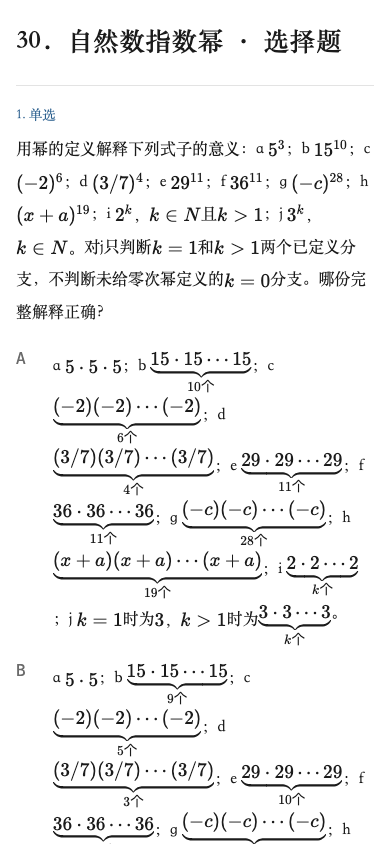 30. 自然数指数幂 · 选择题
1. 单选
用幂的定义解释下列式子的意义：a 5³；b 15¹⁰；c
(−2)⁶；d (3/7)⁴；e 29¹¹；f 36¹¹；g (−c)²⁸；h
(x + a)¹⁹；i 2ᵏ，k ∈ N且k > 1；j 3ᵏ，
k ∈ N。对j只判断k = 1和k > 1两个已定义分
支，不判断未给零次幂定义的k = 0分支。哪份完
整解释正确？
A
a 5 · 5 · 5；b 15 · 15 ··· 15；c
10个
(−2)(−2) ··· (−2)；d
6个
(3/7)(3/7) ··· (3/7)；e 29 · 29 ··· 29；f
4个 11个
36 · 36 ··· 36；g (−c)(−c) ··· (−c)；h
11个 28个
(x + a)(x + a) ··· (x + a)；i 2 · 2 ··· 2
19个 k个
；j k = 1时为3，k > 1时为3 · 3 ··· 3。
k个
B
a 5 · 5；b 15 · 15 ··· 15；c
9个
(−2)(−2) ··· (−2)；d
5个
(3/7)(3/7) ··· (3/7)；e 29 · 29 ··· 29；f
3个 10个
36 · 36 ··· 36；g (−c)(−c) ··· (−c)；h